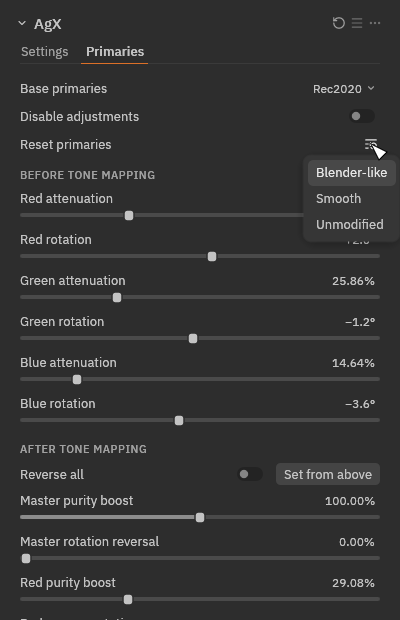 AgX
Settings Primaries
Base primaries Rec2020
Disable adjustments
Reset primaries
Blender-like
Smooth
Unmodified
BEFORE TONE MAPPING
Red attenuation
Red rotation
Green attenuation 25.86%
Green rotation −1.2°
Blue attenuation 14.64%
Blue rotation −3.6°
AFTER TONE MAPPING
Reverse all Set from above
Master purity boost 100.00%
Master rotation reversal 0.00%
Red purity boost 29.08%